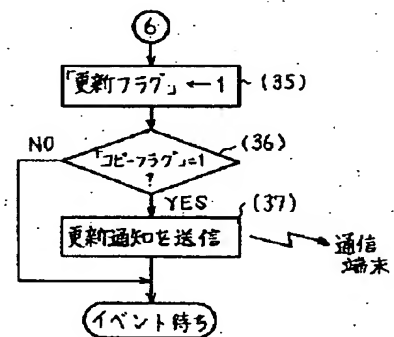 6
「更新フラグ」 ← 1 (35)
「コピーフラグ」=1 (36)
?
NO
YES (37)
更新通知を送信
通信
端末
イベント待ち